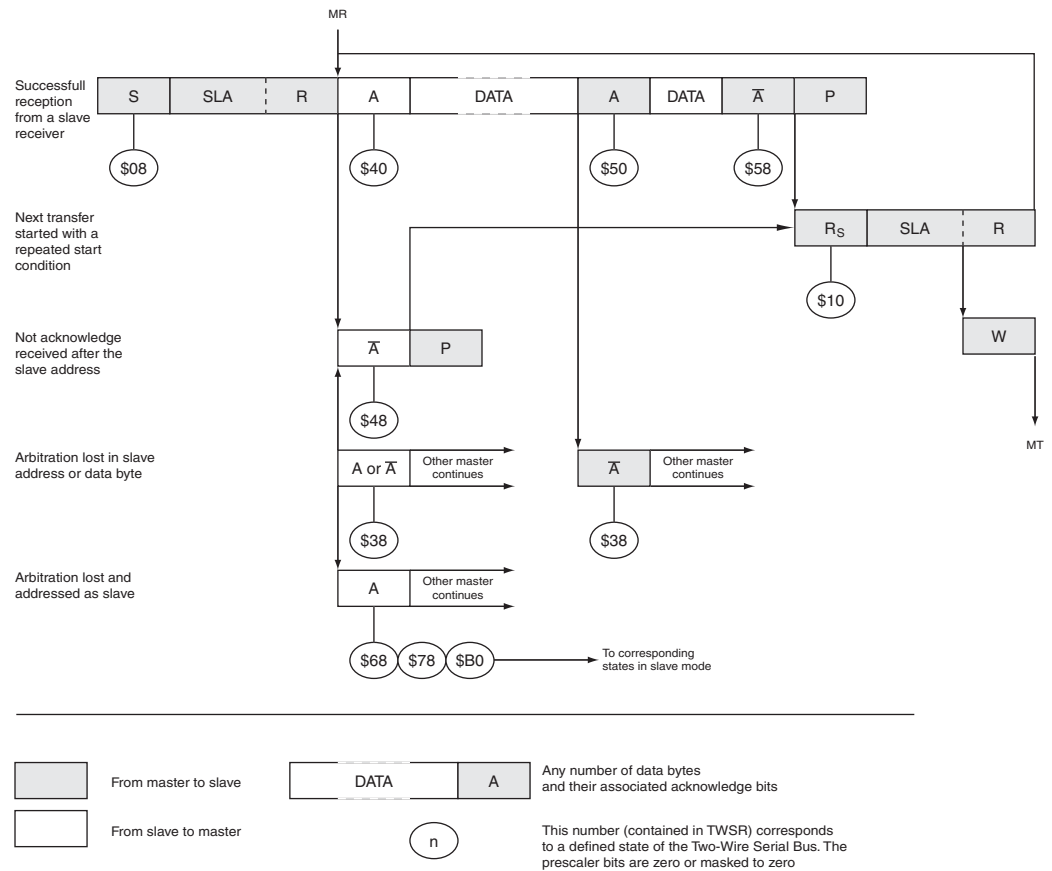 MR
Successfull
reception
from a slave
receiver
S SLA R A DATA A DATA A̅ P
$08 $40 $50 $58
Next transfer
started with a
repeated start
condition
RS SLA R
$10
Not acknowledge
received after the
slave address
A̅ P
W
$48
MT
Arbitration lost in slave
address or data byte
A or A̅ Other master
continues
A̅ Other master
continues
$38 $38
Arbitration lost and
addressed as slave
A Other master
continues
$68 $78 $B0
To corresponding
states in slave mode
From master to slave
DATA A
Any number of data bytes
and their associated acknowledge bits
From slave to master
n
This number (contained in TWSR) corresponds
to a defined state of the Two-Wire Serial Bus. The
prescaler bits are zero or masked to zero